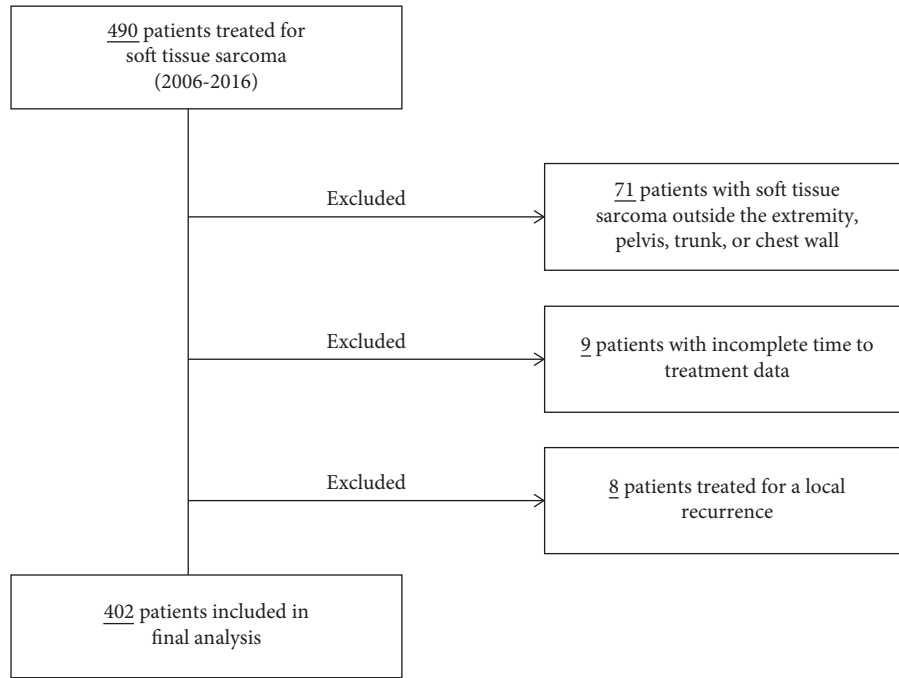 490 patients treated for
soft tissue sarcoma
(2006-2016)
Excluded
71 patients with soft tissue
sarcoma outside the extremity,
pelvis, trunk, or chest wall
Excluded
9 patients with incomplete time to
treatment data
Excluded
8 patients treated for a local
recurrence
402 patients included in
final analysis